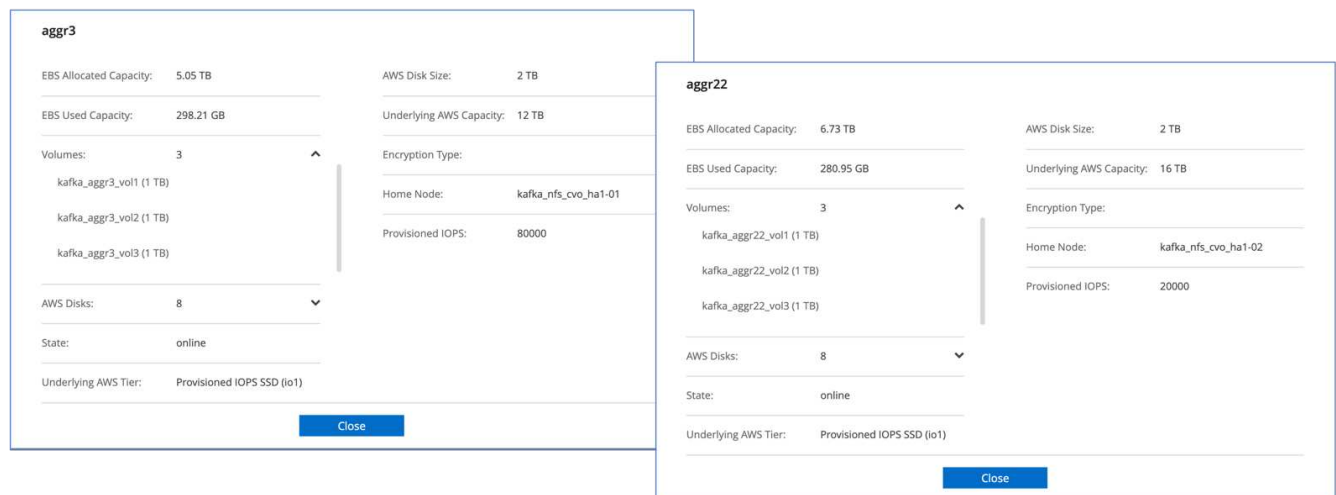 aggr3
EBS Allocated Capacity: 5.05 TB AWS Disk Size: 2 TB
EBS Used Capacity: 298.21 GB Underlying AWS Capacity: 12 TB
Volumes: 3 Encryption Type:
kafka_aggr3_vol1 (1 TB)
Home Node: kafka_nfs_cvo_ha1-01
kafka_aggr3_vol2 (1 TB)
Provisioned IOPS: 80000
kafka_aggr3_vol3 (1 TB)
AWS Disks: 8
State: online
Underlying AWS Tier: Provisioned IOPS SSD (io1)
Close
aggr22
EBS Allocated Capacity: 6.73 TB AWS Disk Size: 2 TB
EBS Used Capacity: 280.95 GB Underlying AWS Capacity: 16 TB
Volumes: 3 Encryption Type:
kafka_aggr22_vol1 (1 TB)
Home Node: kafka_nfs_cvo_ha1-02
kafka_aggr22_vol2 (1 TB)
Provisioned IOPS: 20000
kafka_aggr22_vol3 (1 TB)
AWS Disks: 8
State: online
Underlying AWS Tier: Provisioned IOPS SSD (io1)
Close